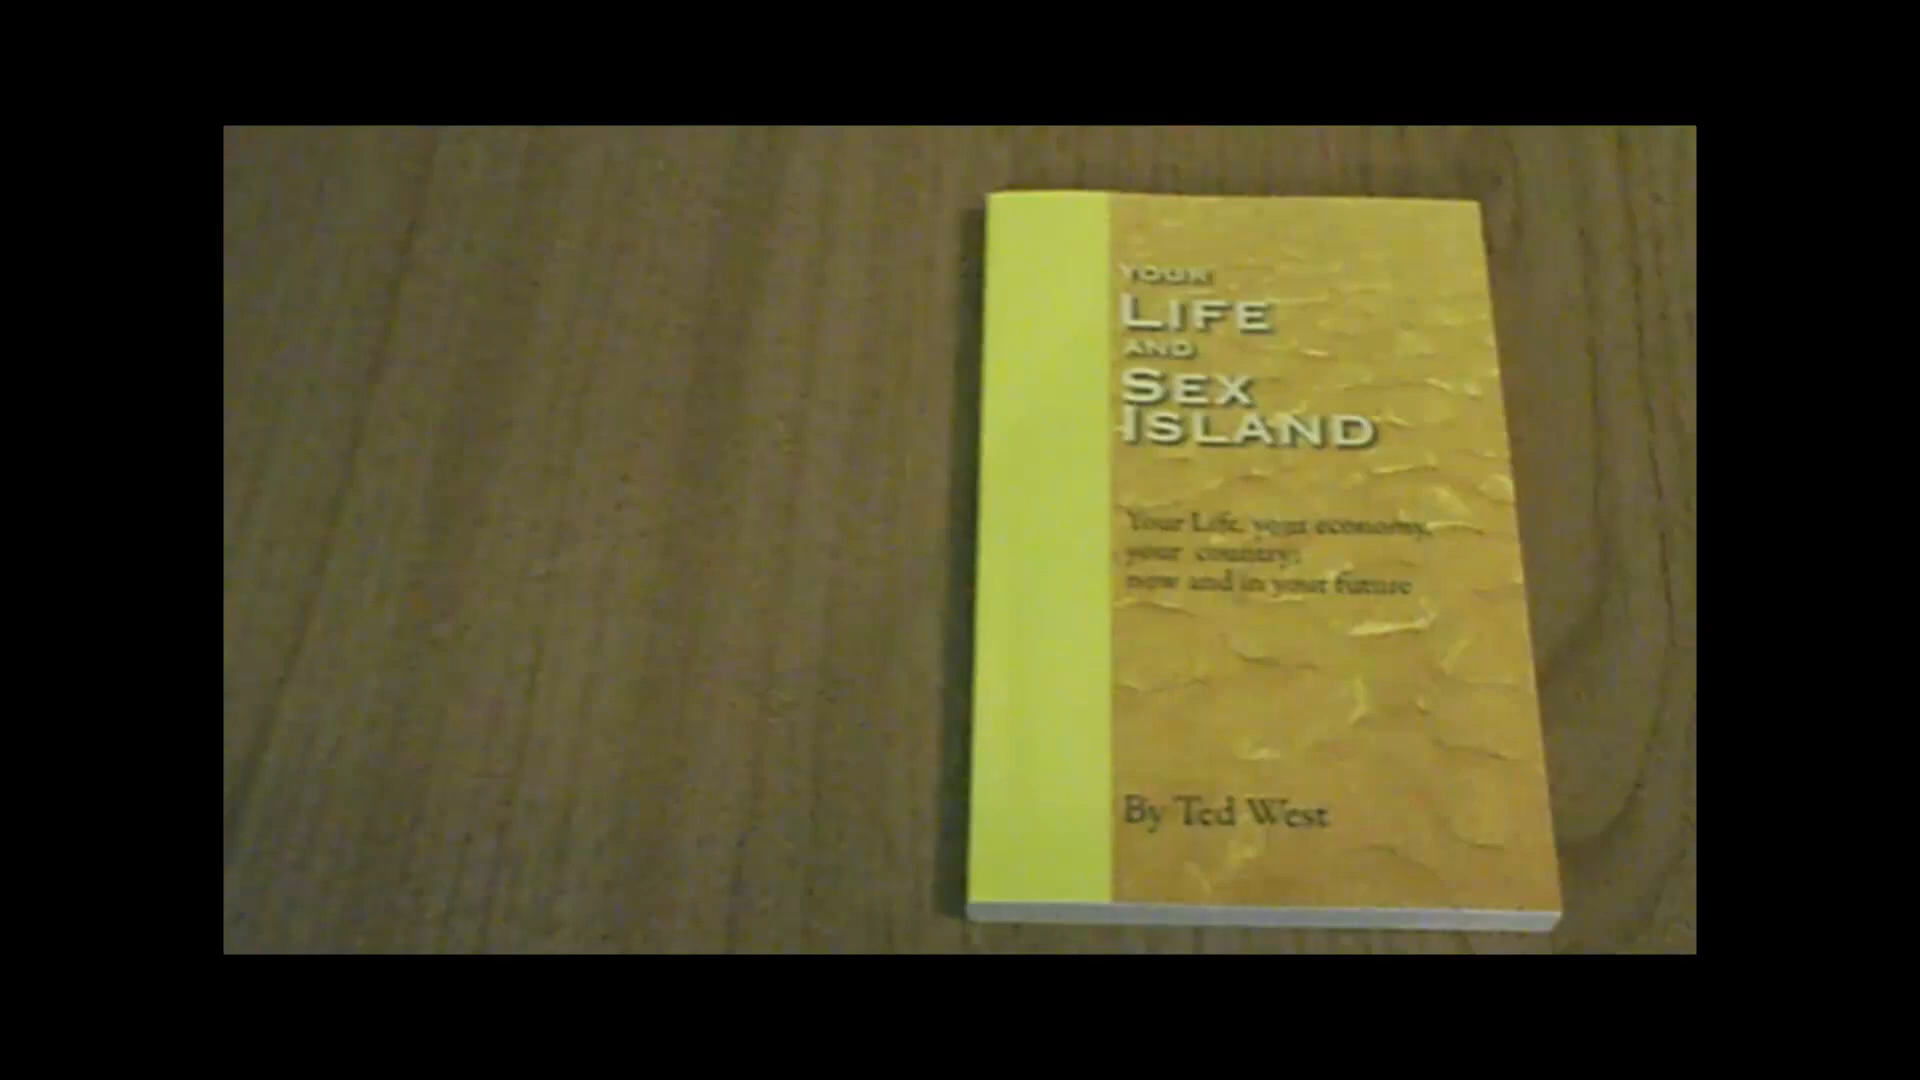 YOUR
LIFE
AND
SEX
ISLAND
Your Life, your economy,
your country;
now and in your future
By Ted West